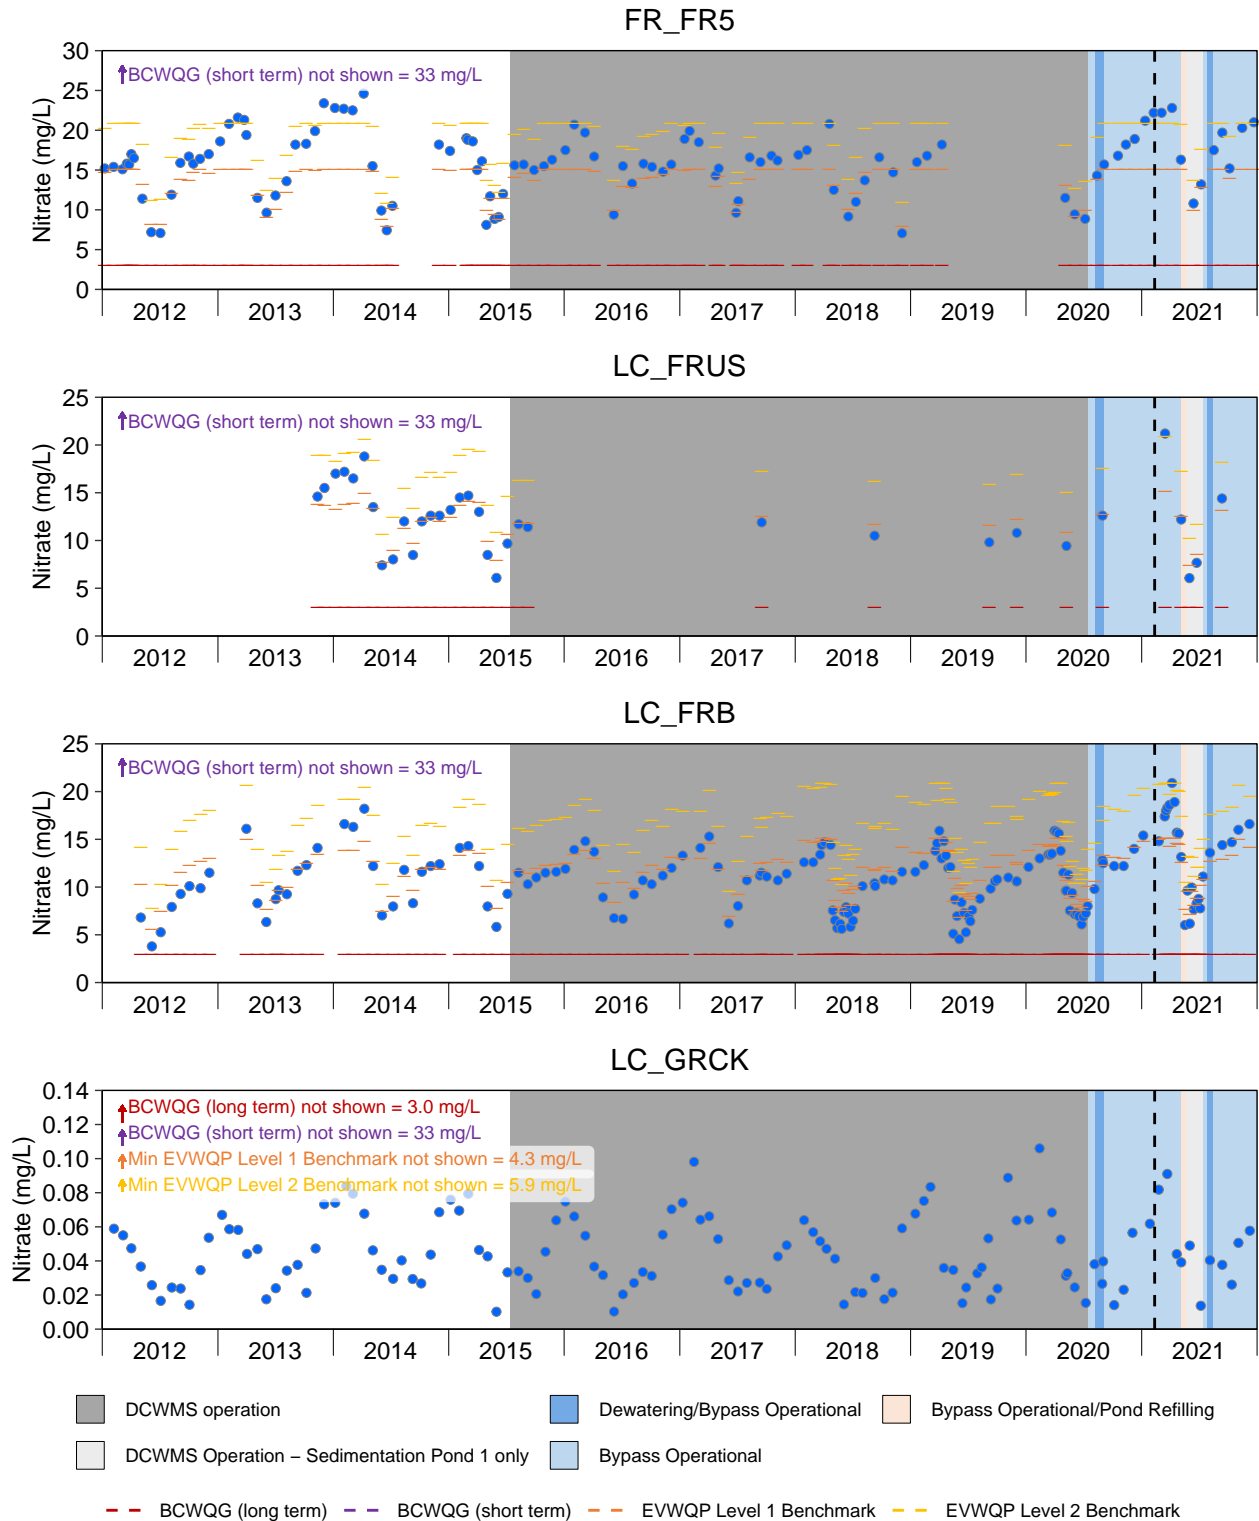 FR_FR5
BCWQG (short term) not shown = 33 mg/L
Nitrate (mg/L)
30
25
20
15
10
5
0
2012 2013 2014 2015 2016 2017 2018 2019 2020 2021
LC_FRUS
BCWQG (short term) not shown = 33 mg/L
Nitrate (mg/L)
25
20
15
10
5
0
2012 2013 2014 2015 2016 2017 2018 2019 2020 2021
LC_FRB
BCWQG (short term) not shown = 33 mg/L
Nitrate (mg/L)
25
20
15
10
5
0
2012 2013 2014 2015 2016 2017 2018 2019 2020 2021
LC_GRCK
BCWQG (long term) not shown = 3.0 mg/L
BCWQG (short term) not shown = 33 mg/L
Min EVWQP Level 1 Benchmark not shown = 4.3 mg/L
Min EVWQP Level 2 Benchmark not shown = 5.9 mg/L
Nitrate (mg/L)
0.14
0.12
0.10
0.08
0.06
0.04
0.02
0.00
2012 2013 2014 2015 2016 2017 2018 2019 2020 2021
DCWMS operation
Dewatering/Bypass Operational
Bypass Operational/Pond Refilling
DCWMS Operation – Sedimentation Pond 1 only
Bypass Operational
BCWQG (long term)
BCWQG (short term)
EVWQP Level 1 Benchmark
EVWQP Level 2 Benchmark